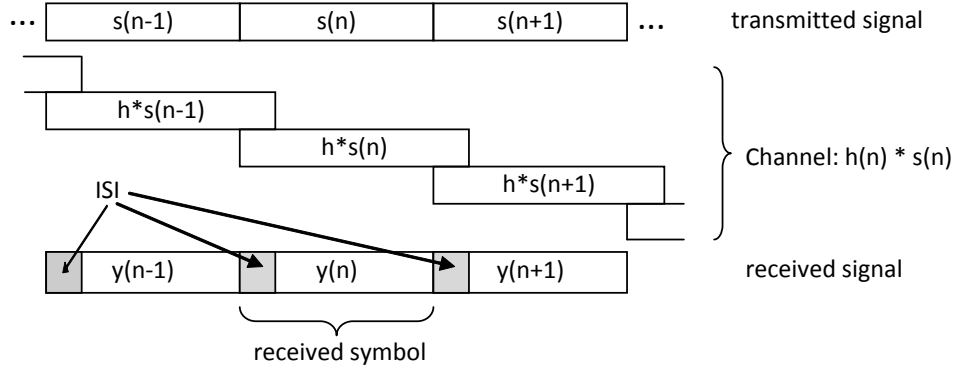 ... s(n-1) s(n) s(n+1) ... transmitted signal
h*s(n-1)
h*s(n)
Channel: h(n) * s(n)
h*s(n+1)
ISI
y(n-1) y(n) y(n+1) received signal
received symbol